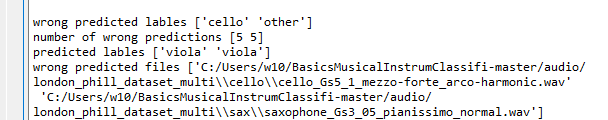 wrong predicted lables ['cello' 'other']
number of wrong predictions [5 5]
predicted lables ['viola' 'viola']
wrong predicted files ['C:/Users/w10/BasicsMusicalInstrumClassifi-master/audio/
london_phill_dataset_multi\\cello\\cello_Gs5_1_mezzo-forte_arco-harmonic.wav'
 'C:/Users/w10/BasicsMusicalInstrumClassifi-master/audio/
london_phill_dataset_multi\\sax\\saxophone_Gs3_05_pianissimo_normal.wav']